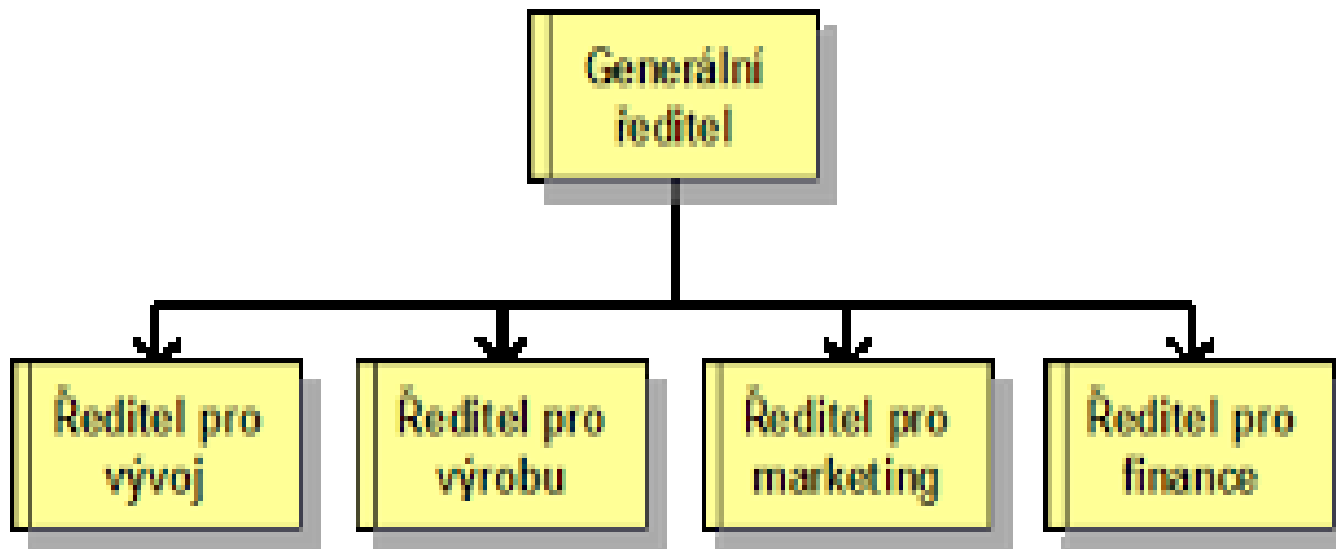 Generální
ředitel
Ředitel pro
vývoj
Ředitel pro
výrobu
Ředitel pro
marketing
Ředitel pro
finance